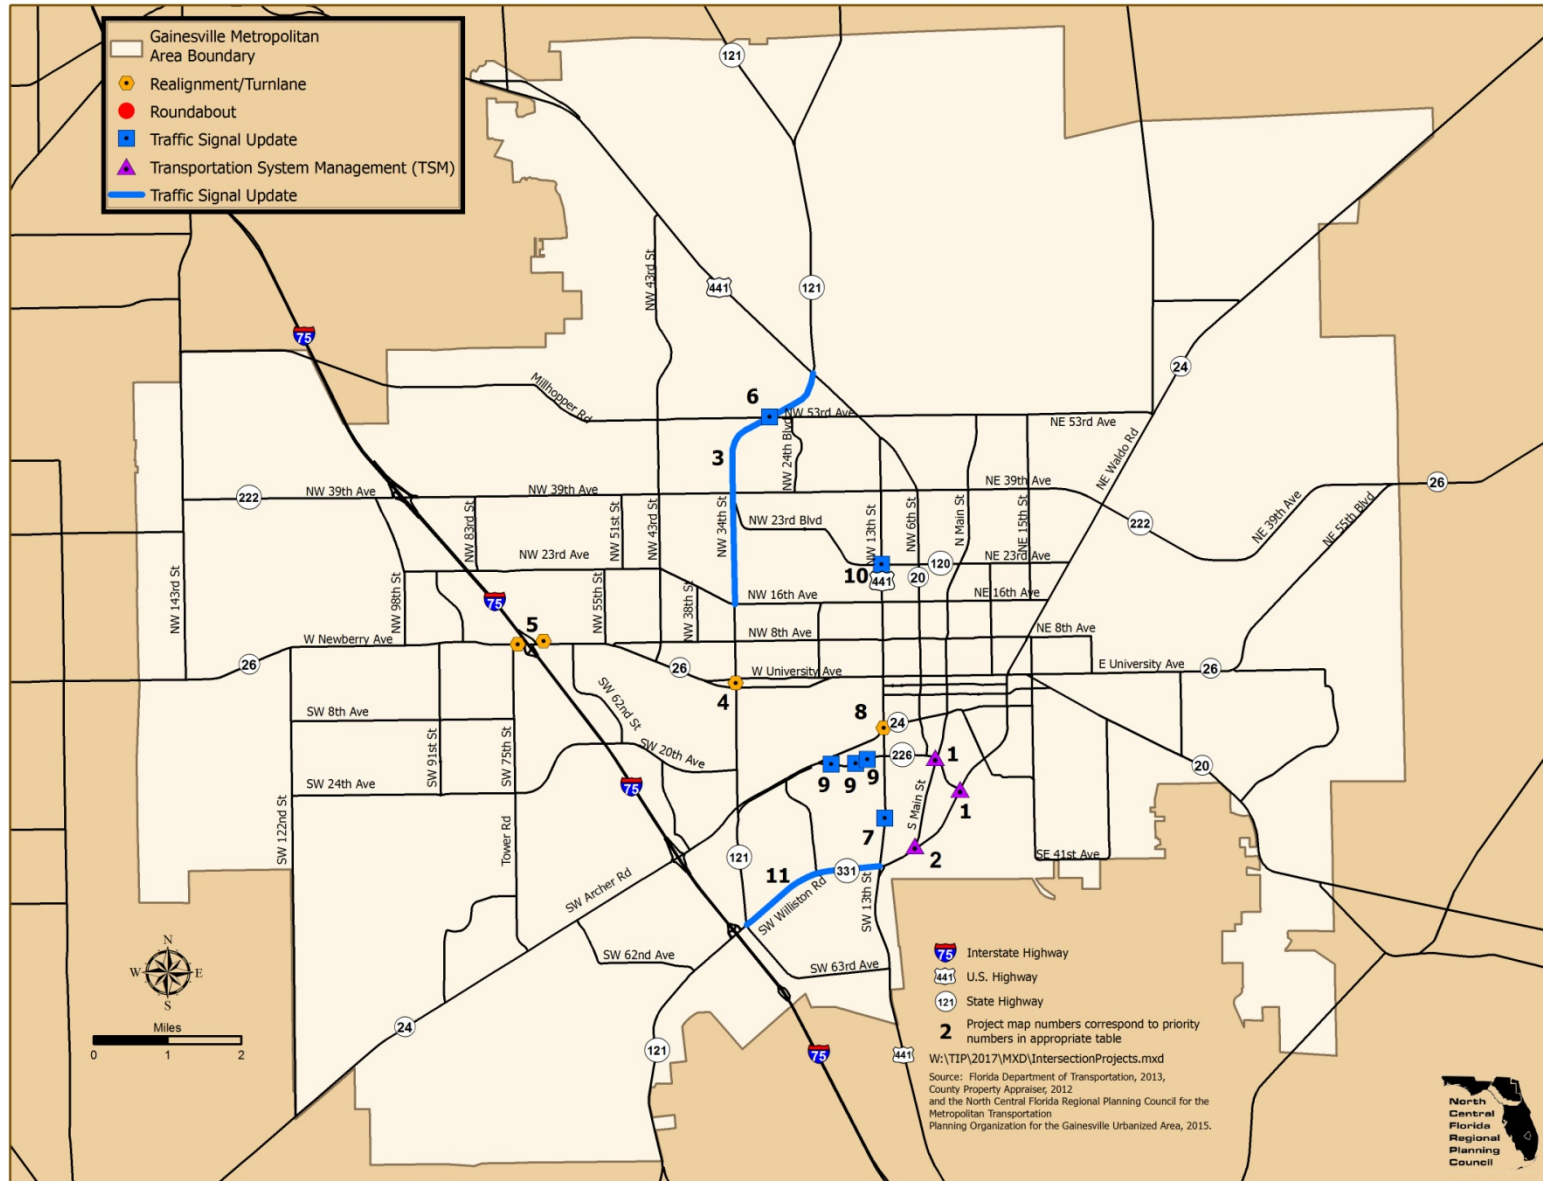 Gainesville Metropolitan
Area Boundary
Realignment/Turnlane
Roundabout
Traffic Signal Update
Transportation System Management (TSM)
Traffic Signal Update
121
441
121
NW 43rd St
75
24
Millhopper Rd
6
NW 53rd Ave
NE 53rd Ave
NW 24th Blvd
3
NE Waldo Rd
222
NW 39th Ave
NW 39th Ave
NE 39th Ave
26
222
NE 39th Ave
NE 55th Blvd
NW 83rd St
NW 51st St
NW 43rd St
NW 34th St
NW 23rd Blvd
NW 13th St
NW 6th St
N Main St
NE 15th St
NW 23rd Ave
120
NE 23rd Ave
10
441
20
NW 143rd St
NW 98th St
75
NW 55th St
NW 38th St
NW 16th Ave
NE 16th Ave
5
W Newberry Ave
NW 8th Ave
NE 8th Ave
26
26
W University Ave
E University Ave
26
4
SW 62nd St
SW 8th Ave
8
24
SW 91st St
SW 75th St
SW 20th Ave
226
1
20
SW 24th Ave
75
9
9
9
S Main St
1
SW 122nd St
Tower Rd
7
2
SE 41st Ave
121
331
11
SW Archer Rd
SW Williston Rd
SW 13th St
SW 62nd Ave
SW 63rd Ave
N
W
E
S
Miles
0
1
2
24
121
75
441
75
Interstate Highway
441
U.S. Highway
121
State Highway
2
Project map numbers correspond to priority
numbers in appropriate table
W:\TIP\2017\MXD\IntersectionProjects.mxd
Source: Florida Department of Transportation, 2013,
County Property Appraiser, 2012
and the North Central Florida Regional Planning Council for the
Metropolitan Transportation
Planning Organization for the Gainesville Urbanized Area, 2015.
North
Central
Florida
Regional
Planning
Council